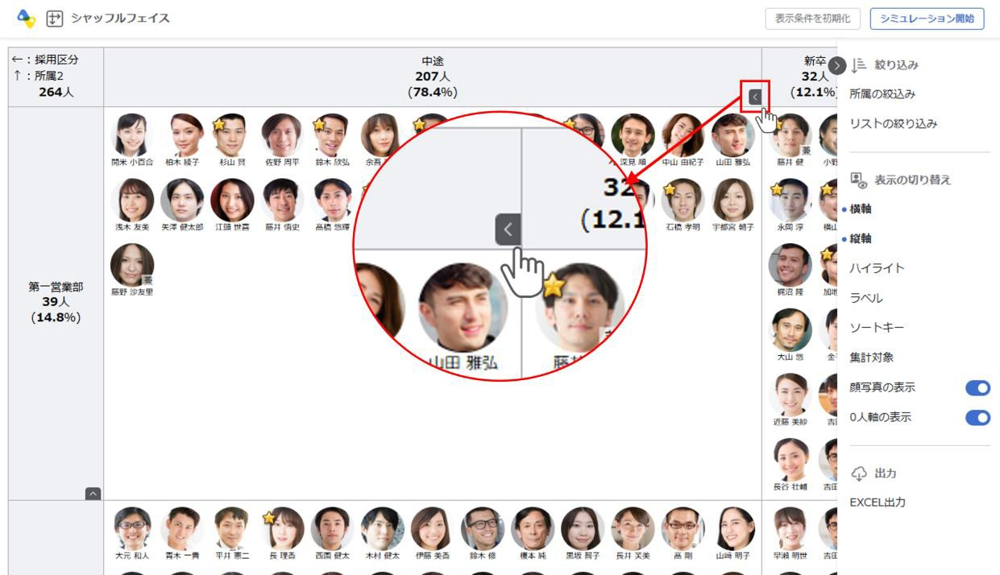 シャッフルフェイス
表示条件を初期化
シミュレーション開始
←：採用区分
↑：所属2
264人
中途
207人
(78.4%)
新卒
32人
(12.1%)
第一営業部
39人
(14.8%)
開米 小百合
柏木 綾子
杉山 賢
佐野 周平
鈴木 欣弘
余吾
深見 順
中山 由紀子
山田 雅弘
藤井 健
兼
小野
浅木 友美
矢澤 健太郎
江頭 世喜
藤井 悟史
高橋 悠輝
石橋 孝明
宇都宮 朝子
永岡 淳
横山
藤野 沙友里
兼
梶沼 隆
加地
大山 悠
金子
近藤 美紗
吉田
長谷 壮輔
吉田
32
(12.1
山田 雅弘
藤井
大元 和人
青木 一貴
平井 憲二
長 理香
西園 健太
木村 健太
伊藤 美香
鈴木 修
榎本 純
黒坂 智子
長井 芙美
高 剛
山崎 明子
早瀬 明世
吉田
絞り込み
所属の絞込み
リストの絞り込み
表示の切り替え
横軸
縦軸
ハイライト
ラベル
ソートキー
集計対象
顔写真の表示
0人軸の表示
出力
EXCEL出力